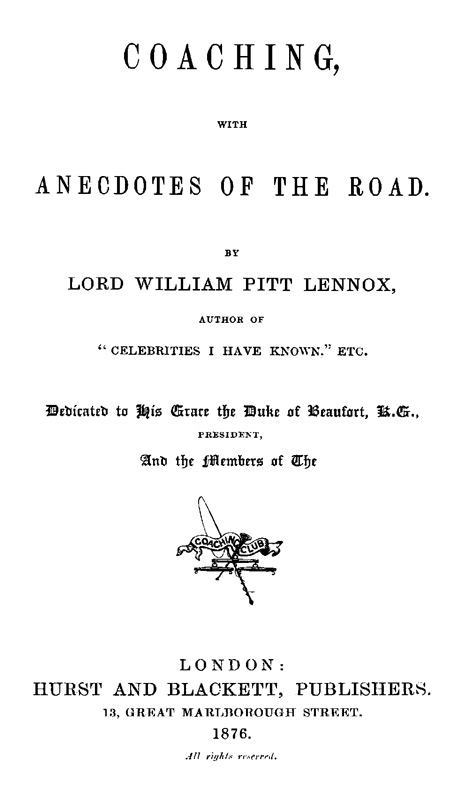 COACHING,
WITH
ANECDOTES OF THE ROAD.
BY
LORD WILLIAM PITT LENNOX,
AUTHOR OF
“ CELEBRITIES I HAVE KNOWN.” ETC.
Dedicated to His Grace the Duke of Beaufort, K.G.,
PRESIDENT,
And the Members of The
COACHING CLUB
LONDON:
HURST AND BLACKETT, PUBLISHERS.
13, GREAT MARLBOROUGH STREET.
1876.
All rights reserved.